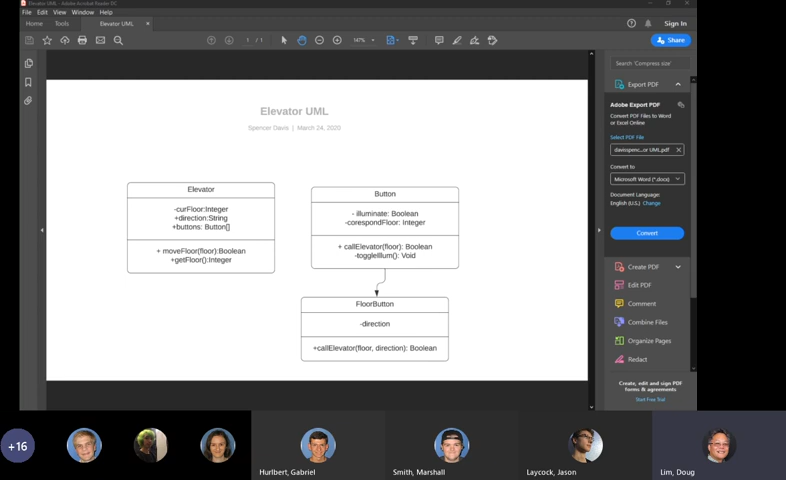 Elevator UML - Adobe Acrobat Reader DC
File Edit View Window Help
Home Tools Elevator UML × Sign In
1 / 1 147% Share
Search 'Compress size'
Export PDF
Adobe Export PDF
Convert PDF Files to Word
or Excel Online
Select PDF File
davisspenc...or UML.pdf ×
Convert to
Microsoft Word (*.docx)
Document Language:
English (U.S.) Change
Convert
Create PDF
Edit PDF
Comment
Combine Files
Organize Pages
Redact
Create, edit and sign PDF
forms & agreements
Start Free Trial
Elevator UML
Spencer Davis | March 24, 2020
Elevator
-curFloor:Integer
+direction:String
+buttons: Button[]
+ moveFloor(floor):Boolean
+getFloor():Integer
Button
- illuminate: Boolean
-corespondFloor: Integer
+ callElevator(floor): Boolean
-toggleIllum(): Void
FloorButton
-direction
+callElevator(floor, direction): Boolean
+16
Hurlbert, Gabriel
Smith, Marshall
Laycock, Jason
Lim, Doug